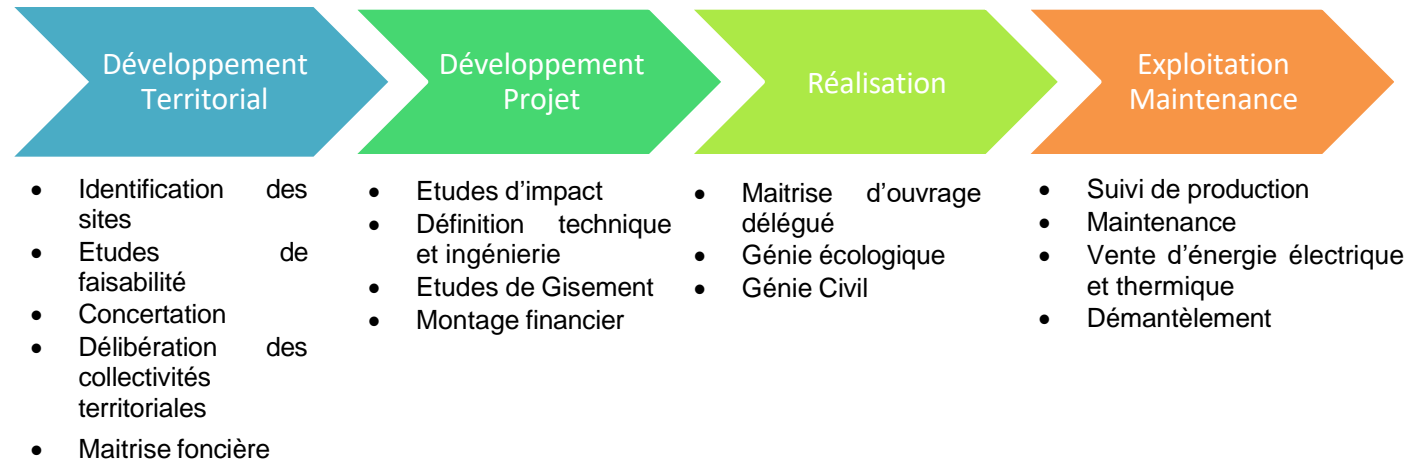 Développement
Territorial
Développement
Projet
Réalisation
Exploitation
Maintenance
• Identification des
sites
• Etudes de
faisabilité
• Concertation
• Délibération des
collectivités
territoriales
• Maitrise foncière
• Etudes d’impact
• Définition technique
et ingénierie
• Etudes de Gisement
• Montage financier
• Maitrise d’ouvrage
délégué
• Génie écologique
• Génie Civil
• Suivi de production
• Maintenance
• Vente d’énergie électrique
et thermique
• Démantèlement